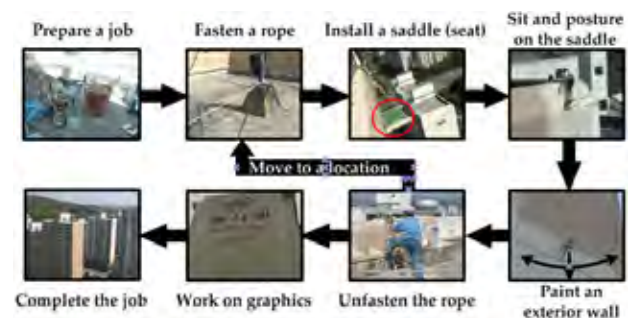 Prepare a job
Fasten a rope
Install a saddle (seat)
Sit and posture
on the saddle
Move to a location
Complete the job
Work on graphics
Unfasten the rope
Paint an
exterior wall